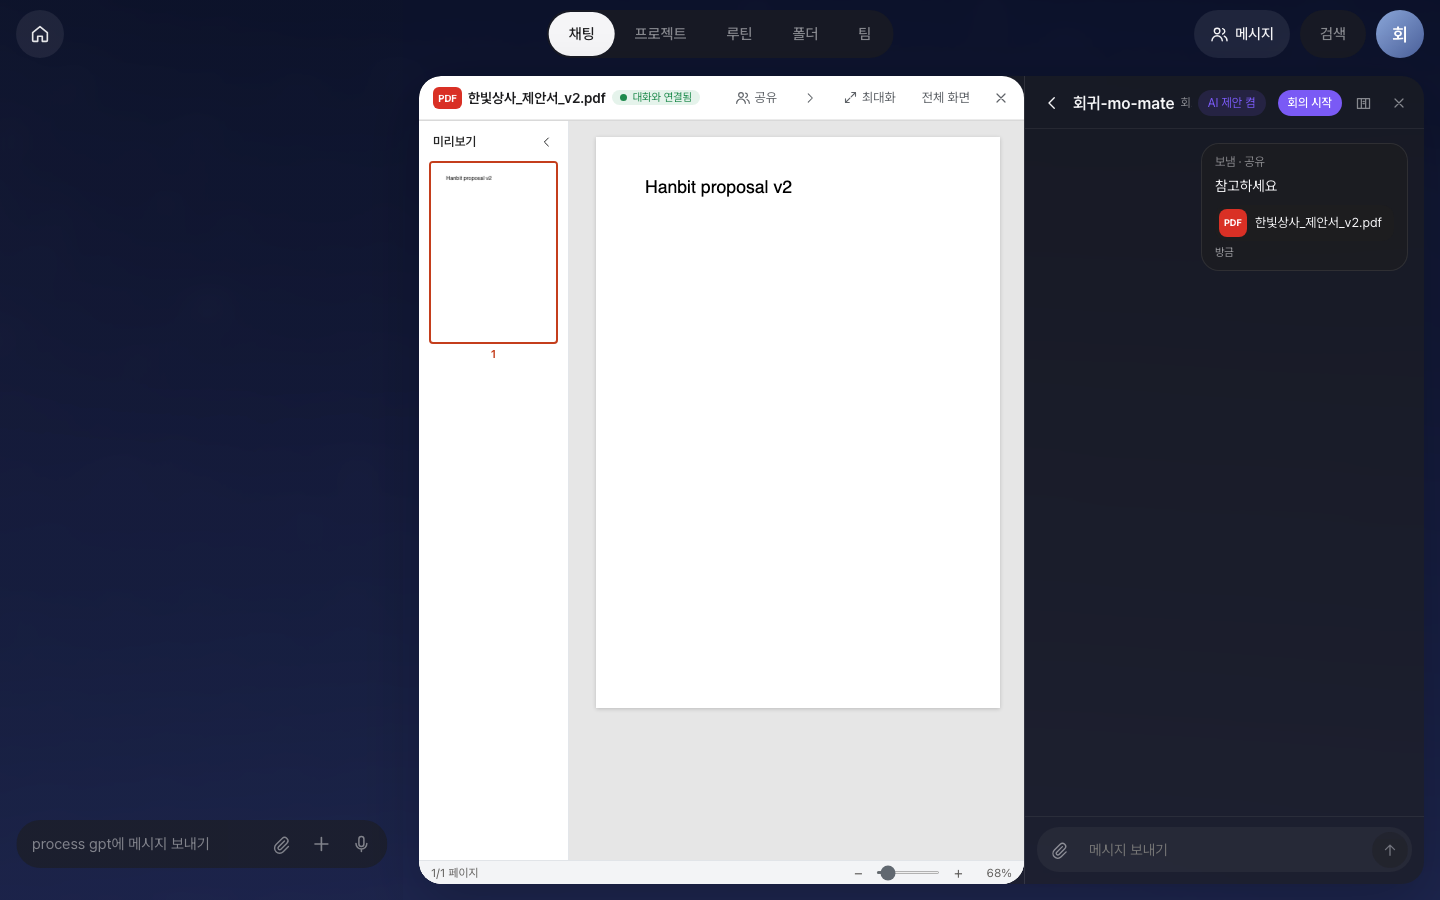 채팅 프로젝트 루틴 폴더 팀
메시지 검색 회
PDF 한빛상사_제안서_v2.pdf 대화와 연결됨 공유 최대화 전체 화면
미리보기
Hanbit proposal v2
1
Hanbit proposal v2
1/1 페이지 68%
회귀-mo-mate 회 AI 제안 켬 회의 시작
보냄 · 공유
참고하세요
PDF 한빛상사_제안서_v2.pdf
방금
메시지 보내기
process gpt에 메시지 보내기